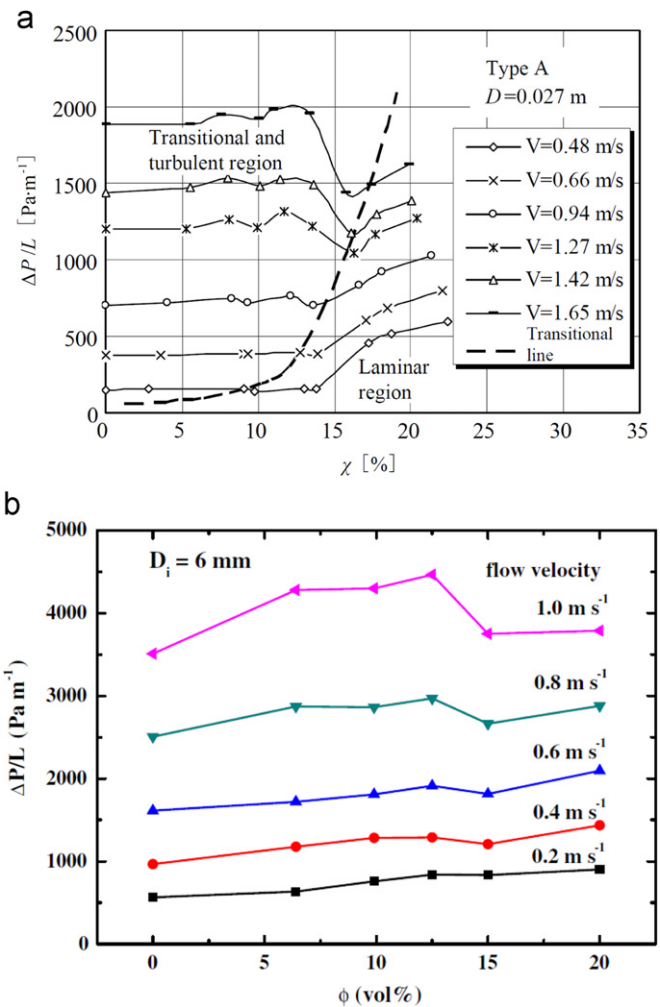 a
2500
2000
1500
1000
500
0
ΔP/L [Pa·m⁻¹]
Type A
D=0.027 m
Transitional and
turbulent region
V=0.48 m/s
V=0.66 m/s
V=0.94 m/s
V=1.27 m/s
V=1.42 m/s
V=1.65 m/s
Transitional
line
Laminar
region
0 5 10 15 20 25 30 35
χ [%]
b
5000
4000
3000
2000
1000
0
ΔP/L (Pa m⁻¹)
Dᵢ = 6 mm
flow velocity
1.0 m s⁻¹
0.8 m s⁻¹
0.6 m s⁻¹
0.4 m s⁻¹
0.2 m s⁻¹
0 5 10 15 20
ϕ (vol%)